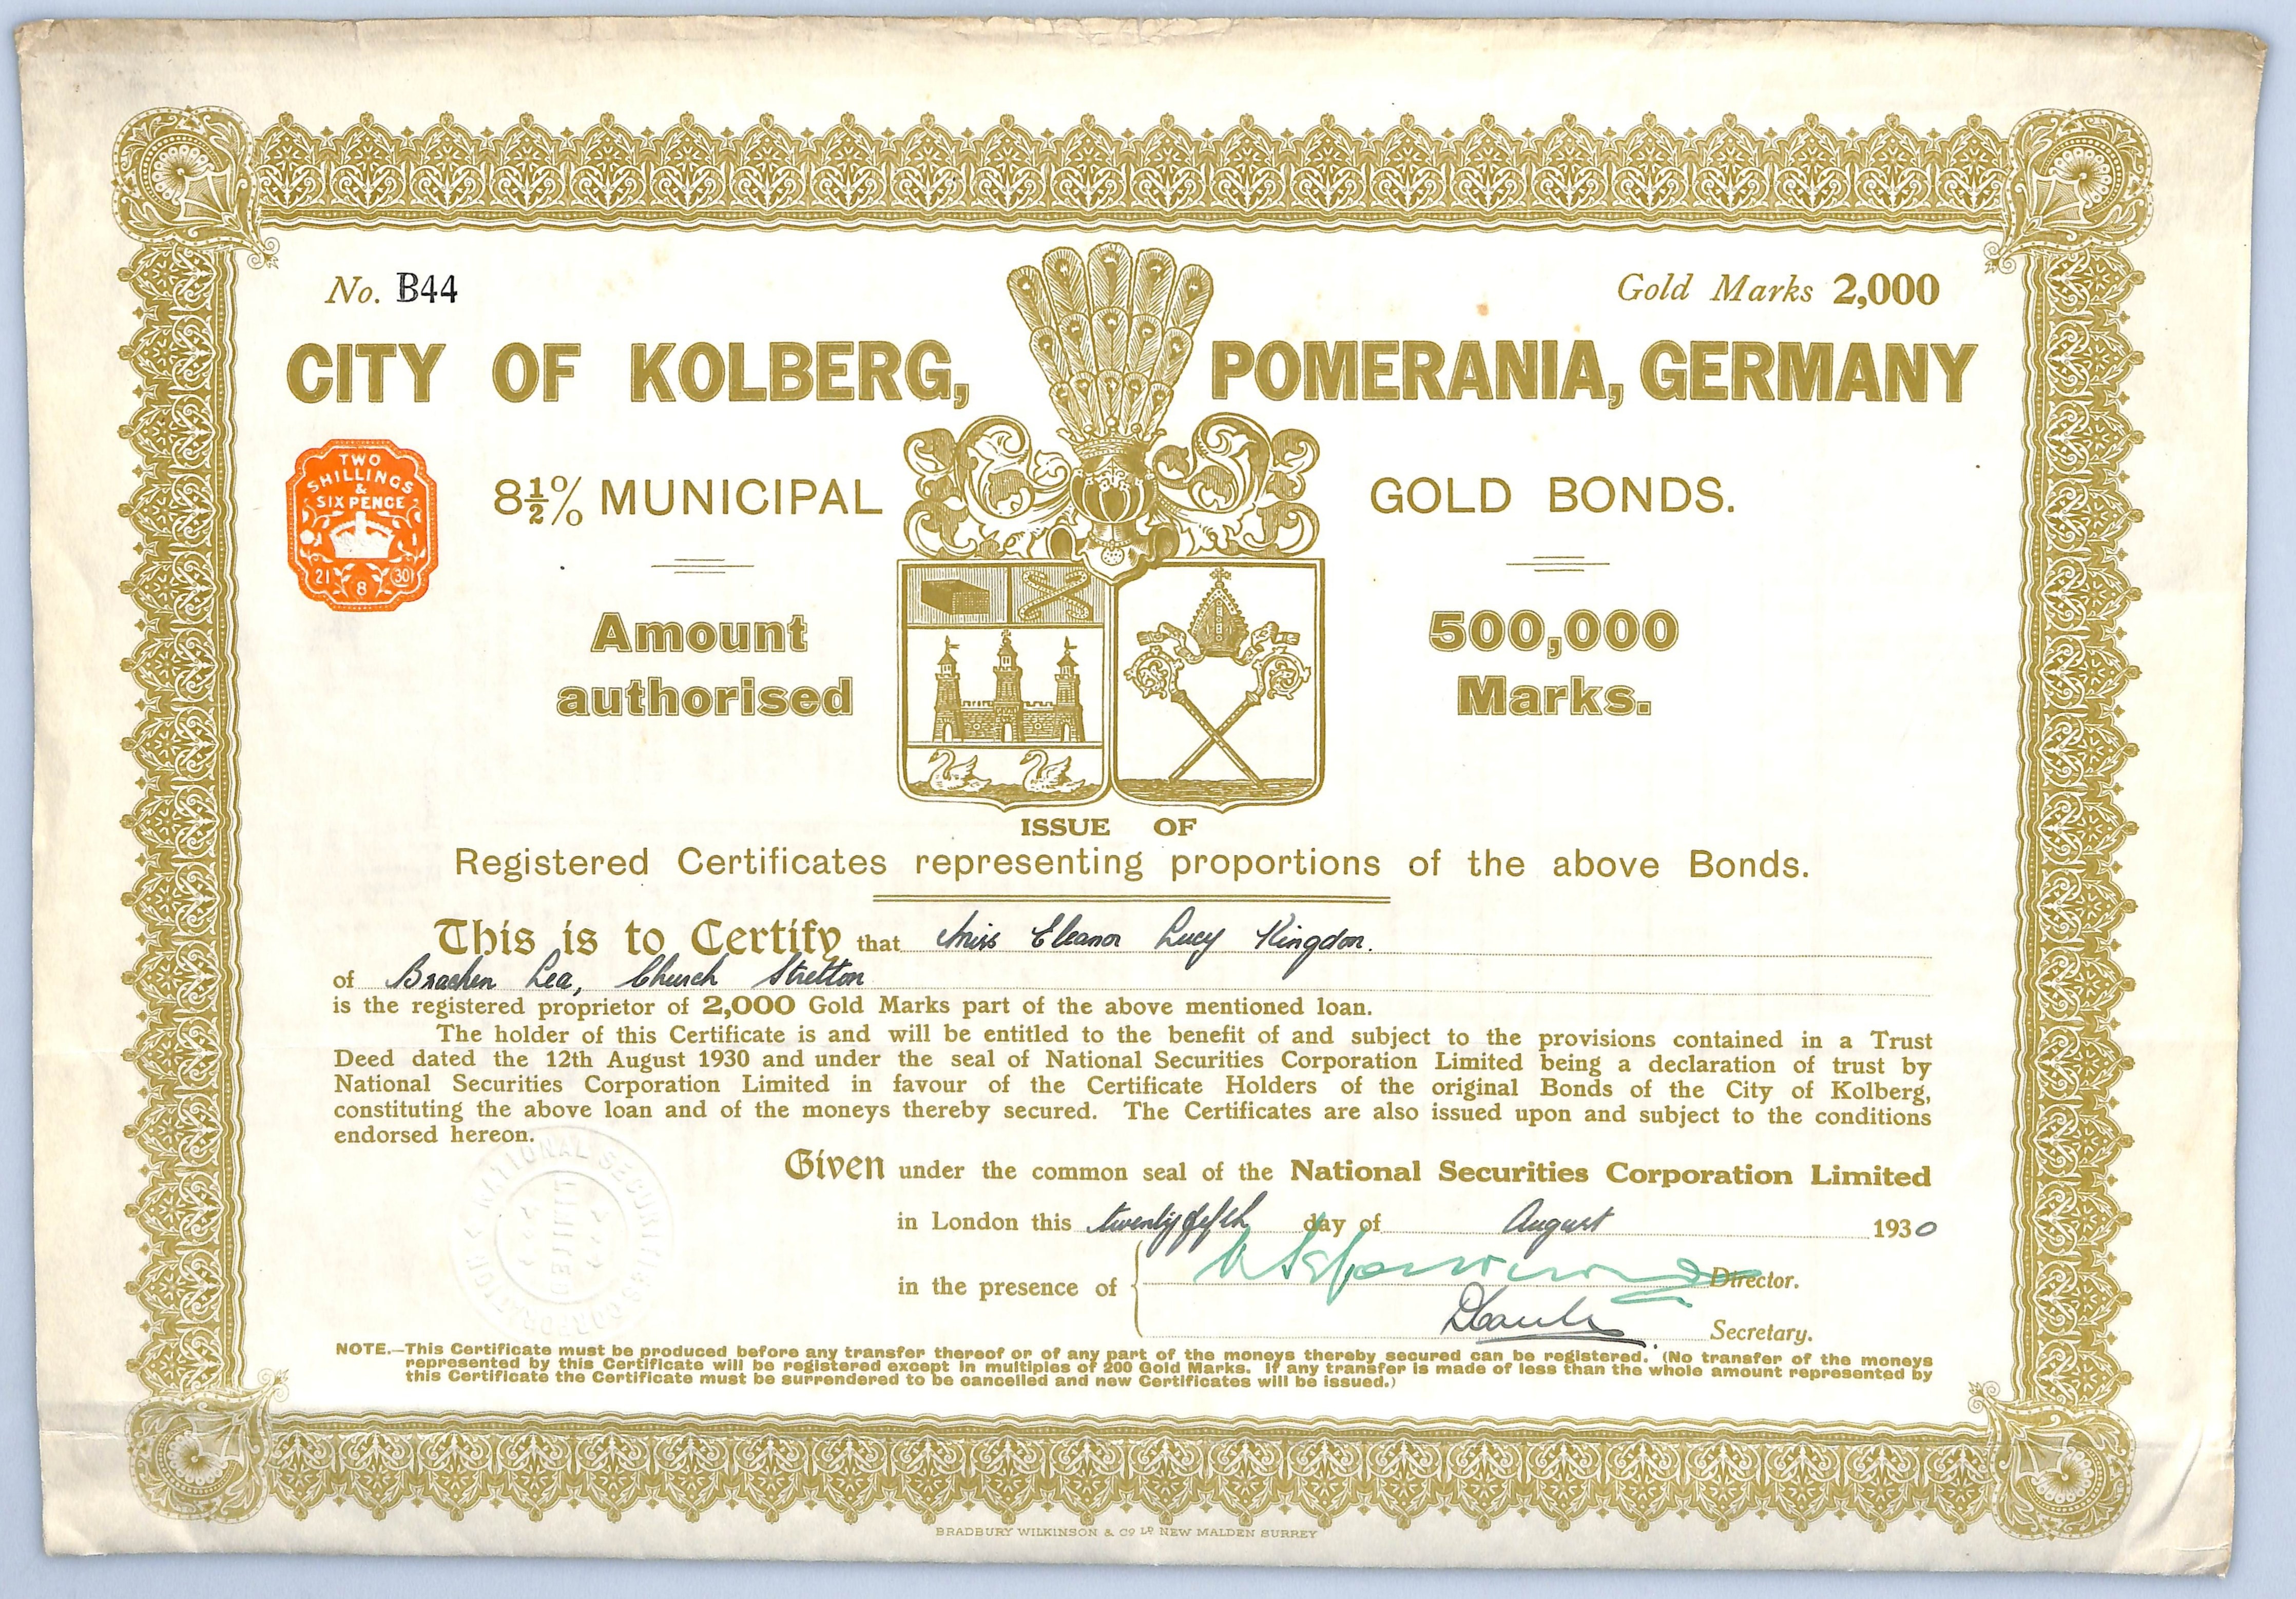 No. B44
Gold Marks 2,000
CITY OF KOLBERG, POMERANIA, GERMANY
TWO
SHILLINGS
&
SIX PENCE
21 8 30
8½% MUNICIPAL GOLD BONDS.
Amount
authorised
500,000
Marks.
ISSUE OF
Registered Certificates representing proportions of the above Bonds.
This is to Certify that Miss Eleanor Lucy Kingdon.
of Bracken Lea, Church Stretton
is the registered proprietor of 2,000 Gold Marks part of the above mentioned loan.
The holder of this Certificate is and will be entitled to the benefit of and subject to the provisions contained in a Trust
Deed dated the 12th August 1930 and under the seal of National Securities Corporation Limited being a declaration of trust by
National Securities Corporation Limited in favour of the Certificate Holders of the original Bonds of the City of Kolberg,
constituting the above loan and of the moneys thereby secured. The Certificates are also issued upon and subject to the conditions
endorsed hereon.
NATIONAL SECURITIES CORPORATION
LIMITED
Given under the common seal of the National Securities Corporation Limited
in London this twenty fifth day of August 1930
in the presence of
Director.
Secretary.
NOTE.—This Certificate must be produced before any transfer thereof or of any part of the moneys thereby secured can be registered. (No transfer of the moneys
represented by this Certificate will be registered except in multiples of 200 Gold Marks. If any transfer is made of less than the whole amount represented by
this Certificate the Certificate must be surrendered to be cancelled and new Certificates will be issued.)
BRADBURY WILKINSON & Co Ld NEW MALDEN SURREY